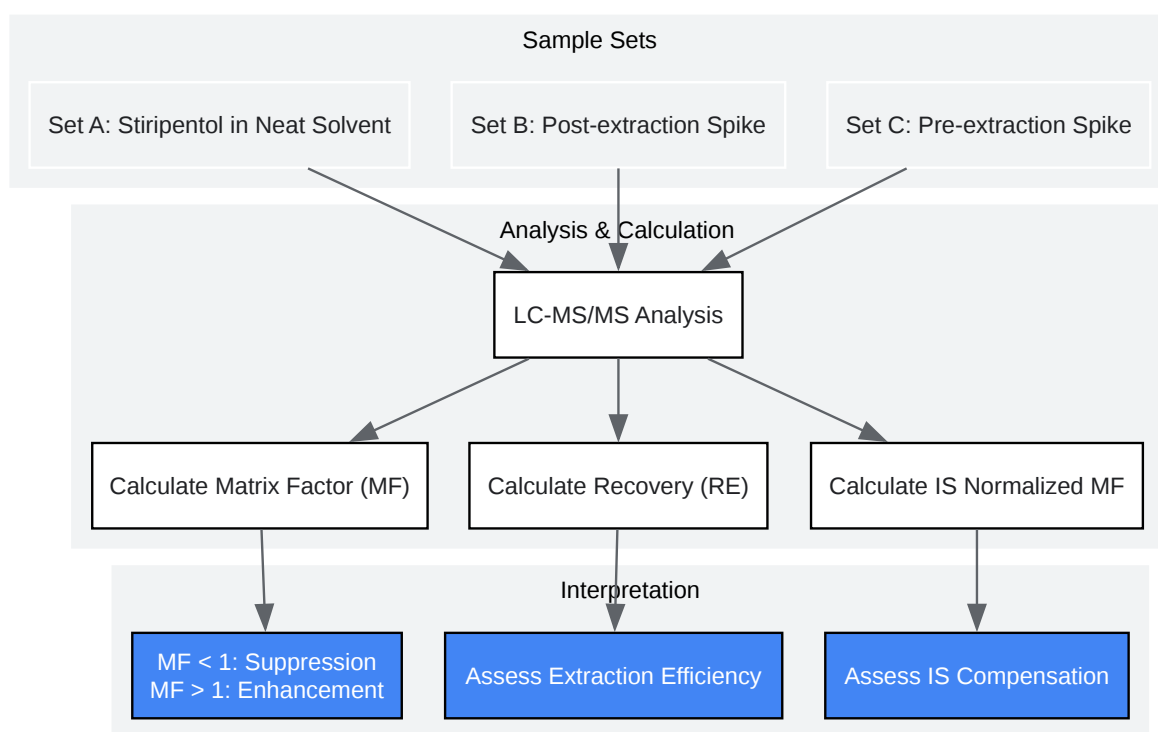 Sample Sets
Set A: Stiripentol in Neat Solvent
Set B: Post-extraction Spike
Set C: Pre-extraction Spike
Analysis & Calculation
LC-MS/MS Analysis
Calculate Matrix Factor (MF)
Calculate Recovery (RE)
Calculate IS Normalized MF
Interpretation
MF < 1: Suppression
MF > 1: Enhancement
Assess Extraction Efficiency
Assess IS Compensation